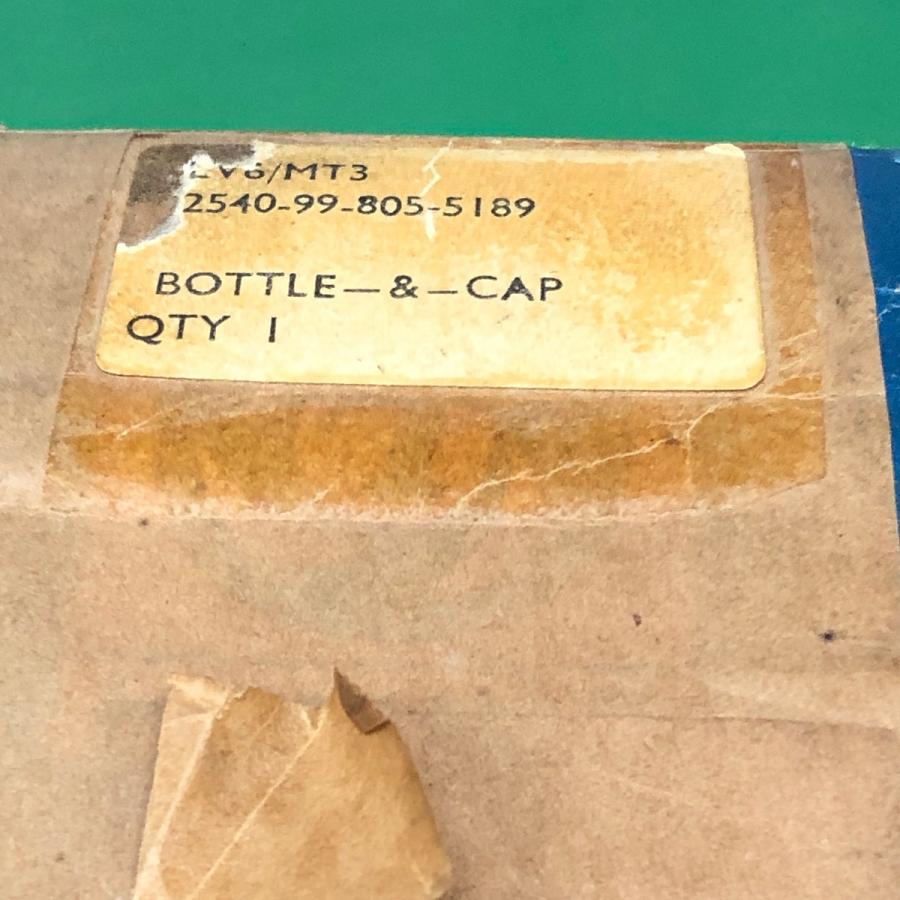 LV6/MT3
2540-99-805-5189
BOTTLE—&—CAP
QTY 1